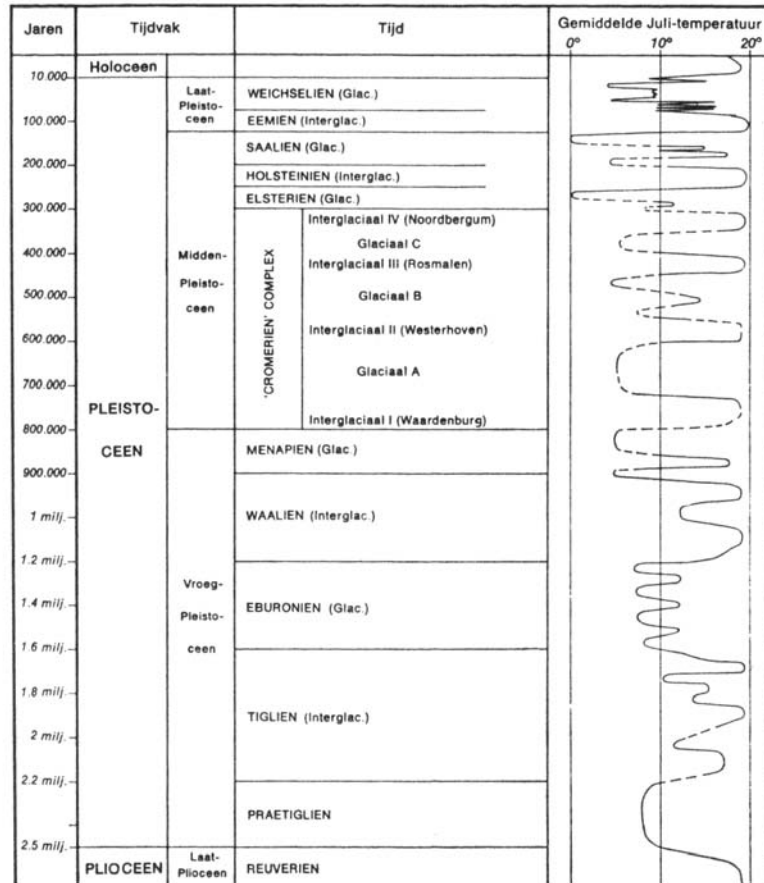 Jaren Tijdvak Tijd Gemiddelde Juli-temperatuur
0° 10° 20°
Holoceen
10.000
Laat-
Pleisto-
ceen
WEICHSELIEN (Glac.)
100.000
EEMIEN (Interglac.)
SAALIEN (Glac.)
200.000
HOLSTEINIEN (Interglac.)
ELSTERIEN (Glac.)
300.000
Interglaciaal IV (Noordbergum)
Glaciaal C
400.000
Midden-
Pleisto-
ceen
'CROMERIEN' COMPLEX
Interglaciaal III (Rosmalen)
500.000
Glaciaal B
600.000
Interglaciaal II (Westerhoven)
Glaciaal A
700.000
PLEISTO-
CEEN
Interglaciaal I (Waardenburg)
800.000
MENAPIEN (Glac.)
900.000
1 milj.
WAALIEN (Interglac.)
1.2 milj.
Vroeg-
Pleisto-
ceen
1.4 milj.
EBURONIEN (Glac.)
1.6 milj.
1.8 milj.
TIGLIEN (Interglac.)
2 milj.
2.2 milj.
PRAETIGLIEN
2.5 milj.
PLIOCEEN
Laat-
Plioceen
REUVERIEN